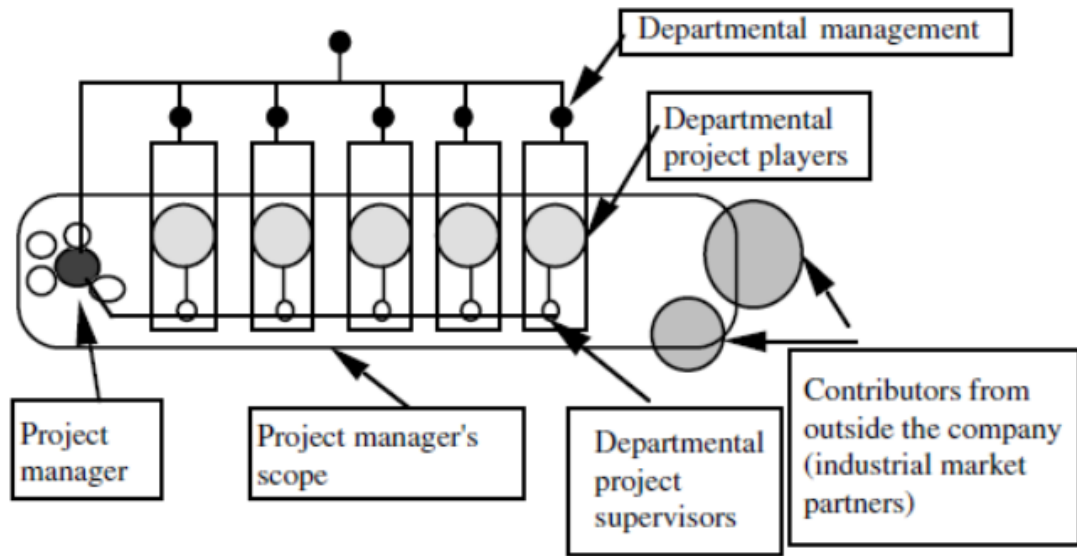 Departmental management
Departmental
project players
Project
manager
Project manager's
scope
Departmental
project
supervisors
Contributors from
outside the company
(industrial market
partners)